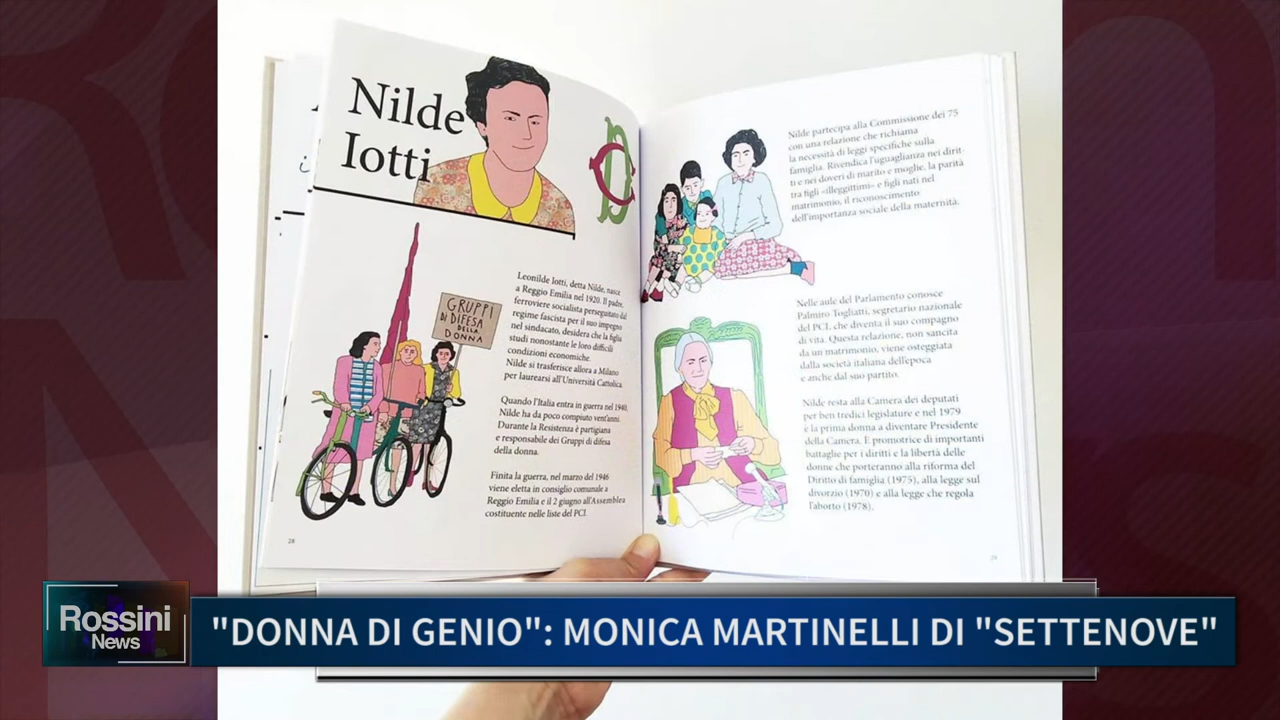 Nilde
Iotti
GRUPPI
DI DIFESA
DELLA
DONNA
Leonilde Iotti, detta Nilde, nasce
a Reggio Emilia nel 1920. Il padre,
ferroviere socialista perseguitato dal
regime fascista per il suo impegno
nel sindacato, desidera che la figlia
studi nonostante le loro difficili
condizioni economiche.
Nilde si trasferisce allora a Milano
per laurearsi all'Università Cattolica.
Quando l'Italia entra in guerra nel 1940,
Nilde ha da poco compiuto vent'anni.
Durante la Resistenza è partigiana
e responsabile dei Gruppi di difesa
della donna.
Finita la guerra, nel marzo del 1946
viene eletta in consiglio comunale a
Reggio Emilia e il 2 giugno all'Assemblea
costituente nelle liste del PCI.
28
Nilde partecipa alla Commissione dei 75
con una relazione che richiama
la necessità di leggi specifiche sulla
famiglia. Rivendica l'uguaglianza nei dirit-
ti e nei doveri di marito e moglie, la parità
tra figli «illeggittimi» e figli nati nel
matrimonio, il riconoscimento
dell'importanza sociale della maternità.
Nelle aule del Parlamento conosce
Palmiro Togliatti, segretario nazionale
del PCI, che diventa il suo compagno
di vita. Questa relazione, non sancita
da un matrimonio, viene osteggiata
dalla società italiana dell'epoca
e anche dal suo partito.
Nilde resta alla Camera dei deputati
per ben tredici legislature e nel 1979
è la prima donna a diventare Presidente
della Camera. È promotrice di importanti
battaglie per i diritti e la libertà delle
donne che porteranno alla riforma del
Diritto di famiglia (1975), alla legge sul
divorzio (1970) e alla legge che regola
l'aborto (1978).
29
Rossini
News
"DONNA DI GENIO": MONICA MARTINELLI DI "SETTENOVE"